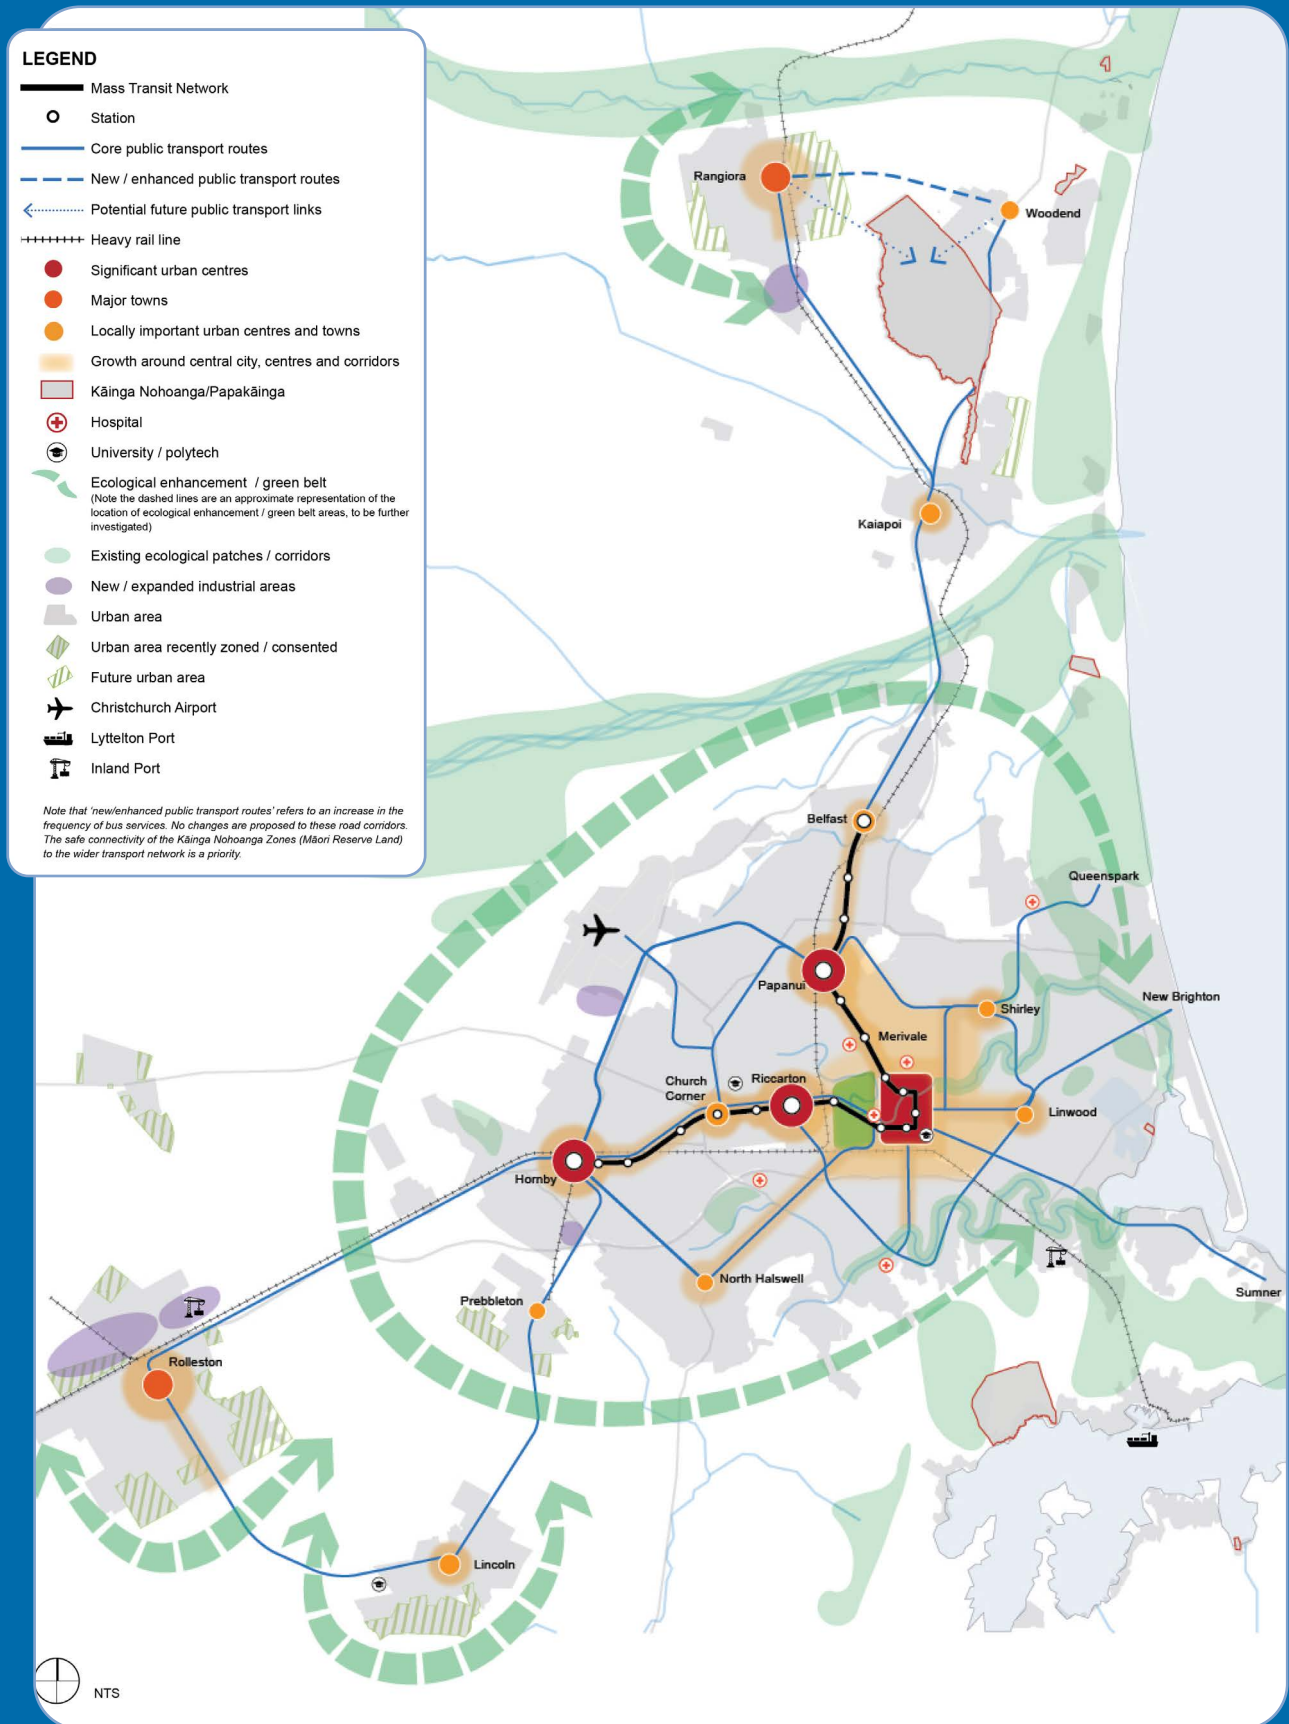 LEGEND
Mass Transit Network
Station
Core public transport routes
New / enhanced public transport routes
Potential future public transport links
Heavy rail line
Significant urban centres
Major towns
Locally important urban centres and towns
Growth around central city, centres and corridors
Kāinga Nohoanga/Papakāinga
Hospital
University / polytech
Ecological enhancement / green belt
(Note the dashed lines are an approximate representation of the
location of ecological enhancement / green belt areas, to be further
investigated)
Existing ecological patches / corridors
New / expanded industrial areas
Urban area
Urban area recently zoned / consented
Future urban area
Christchurch Airport
Lyttelton Port
Inland Port
Note that 'new/enhanced public transport routes' refers to an increase in the
frequency of bus services. No changes are proposed to these road corridors.
The safe connectivity of the Kāinga Nohoanga Zones (Māori Reserve Land)
to the wider transport network is a priority.
Rangiora
Woodend
Kaiapoi
Belfast
Queenspark
Papanui
New Brighton
Shirley
Merivale
Church
Corner
Riccarton
Linwood
Hornby
North Halswell
Prebbleton
Sumner
Rolleston
Lincoln
NTS